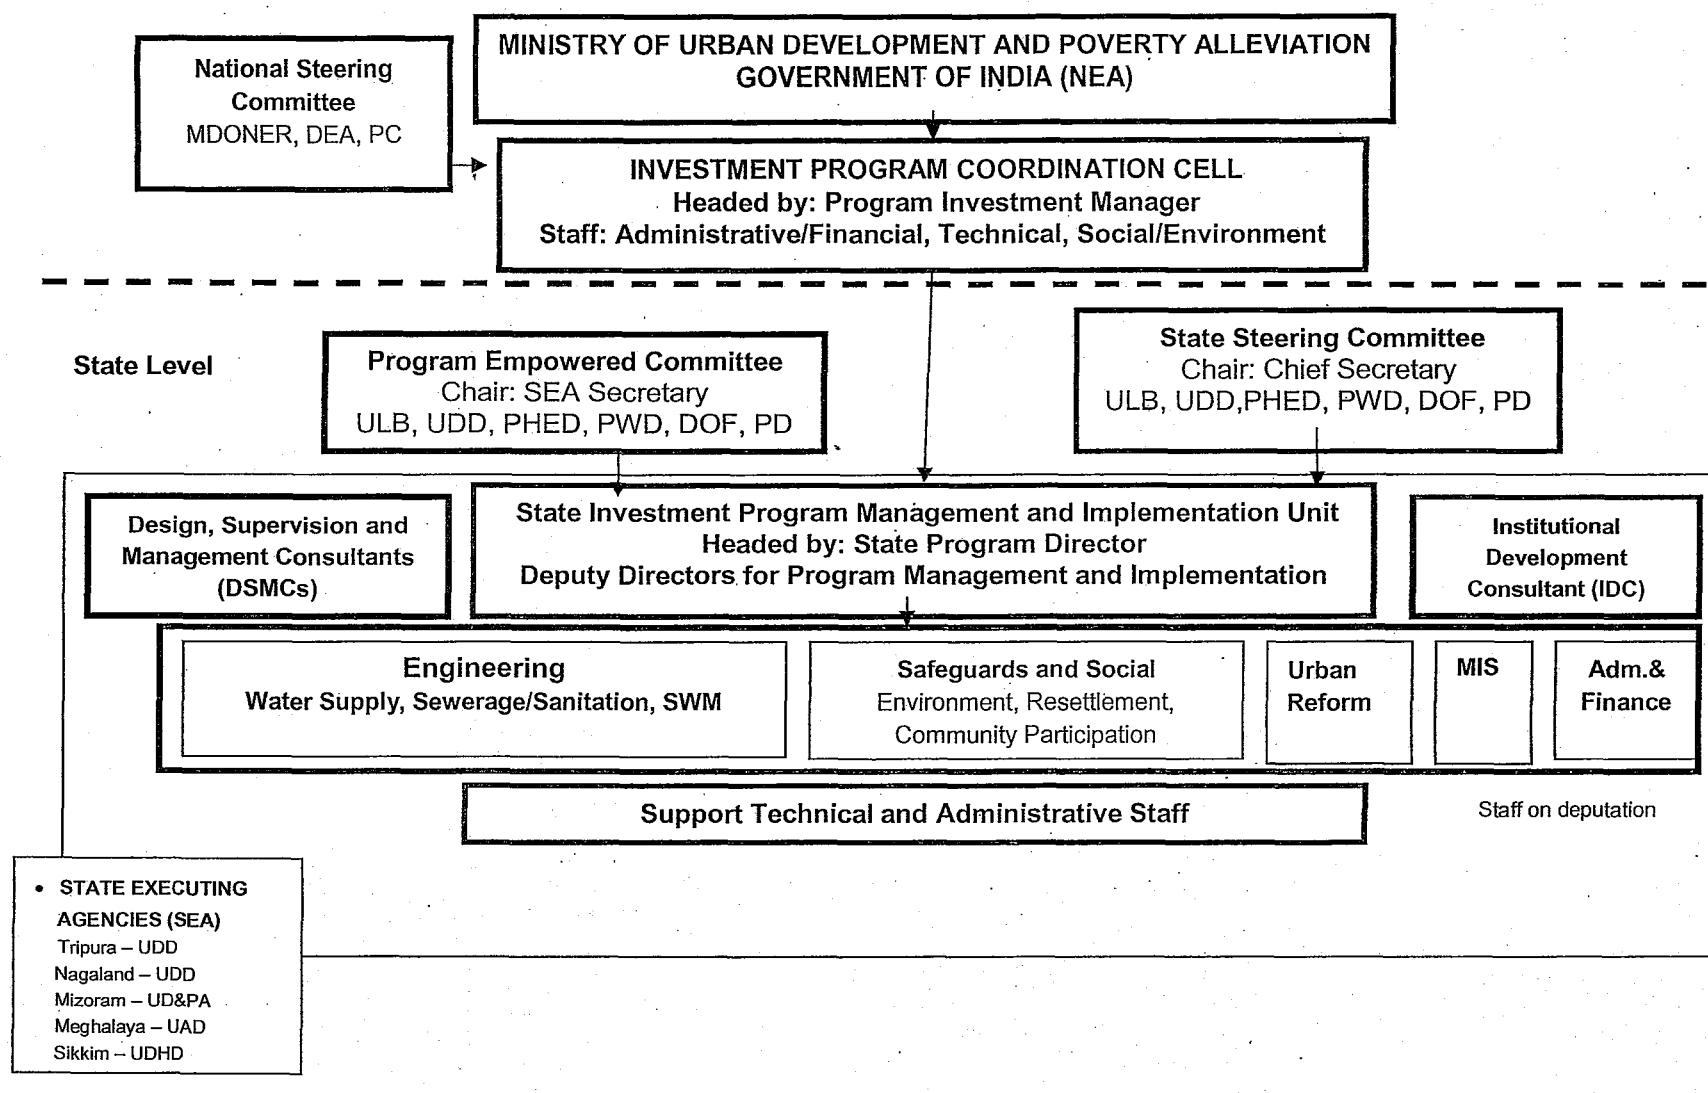 MINISTRY OF URBAN DEVELOPMENT AND POVERTY ALLEVIATION
GOVERNMENT OF INDIA (NEA)
National Steering
Committee
MDONER, DEA, PC
INVESTMENT PROGRAM COORDINATION CELL
Headed by: Program Investment Manager
Staff: Administrative/Financial, Technical, Social/Environment
State Level
Program Empowered Committee
Chair: SEA Secretary
ULB, UDD, PHED, PWD, DOF, PD
State Steering Committee
Chair: Chief Secretary
ULB, UDD,PHED, PWD, DOF, PD
Design, Supervision and
Management Consultants
(DSMCs)
State Investment Program Management and Implementation Unit
Headed by: State Program Director
Deputy Directors for Program Management and Implementation
Institutional
Development
Consultant (IDC)
Engineering
Water Supply, Sewerage/Sanitation, SWM
Safeguards and Social
Environment, Resettlement,
Community Participation
Urban
Reform
MIS
Adm.&
Finance
Support Technical and Administrative Staff
Staff on deputation
• STATE EXECUTING
AGENCIES (SEA)
Tripura – UDD
Nagaland – UDD
Mizoram – UD&PA
Meghalaya – UAD
Sikkim – UDHD